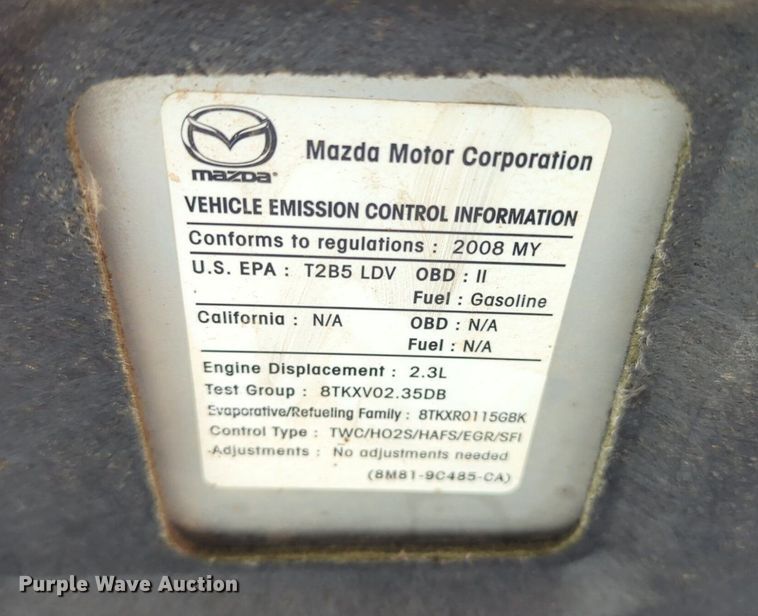 mazda
Mazda Motor Corporation
VEHICLE EMISSION CONTROL INFORMATION
Conforms to regulations : 2008 MY
U.S. EPA : T2B5 LDV OBD : II
Fuel : Gasoline
California : N/A OBD : N/A
Fuel : N/A
Engine Displacement : 2.3L
Test Group : 8TKXV02.35DB
Evaporative/Refueling Family : 8TKXR0115GBK
Control Type : TWC/HO2S/HAFS/EGR/SFI
Adjustments : No adjustments needed
(8M81-9C485-CA)
Purple Wave Auction